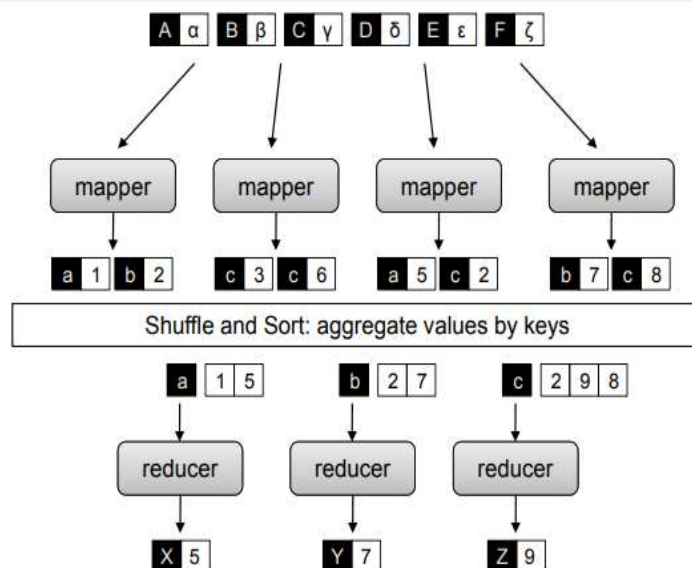 A α B β C γ D δ E ε F ζ
mapper mapper mapper mapper
a 1 b 2 c 3 c 6 a 5 c 2 b 7 c 8
Shuffle and Sort: aggregate values by keys
a 1 5 b 2 7 c 2 9 8
reducer reducer reducer
X 5 Y 7 Z 9